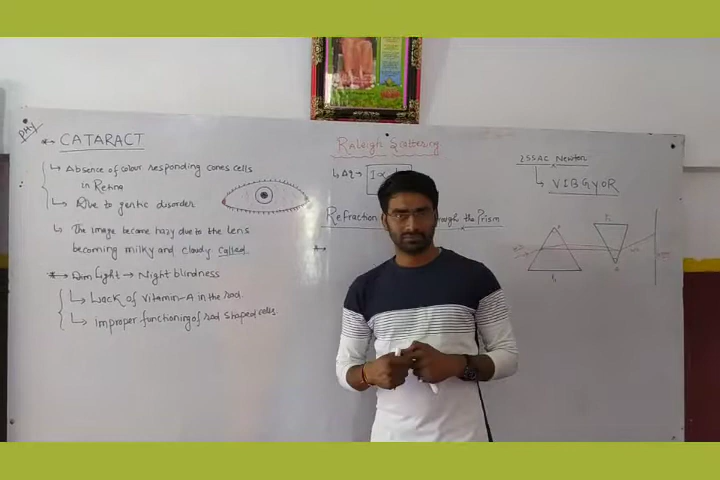 PHY
CATARACT
Absence of colour responding cones cells
in Retina
Due to gentic disorder
The image become hazy due to the lens
becoming milky and cloudy called
Dim light → Night blindness
Lack of vitamin-A in the rod
improper functioning of rod shaped cells
Raleigh Scattering
I ∝
Refraction through the Prism
ISSAC Newton
VIBGYOR